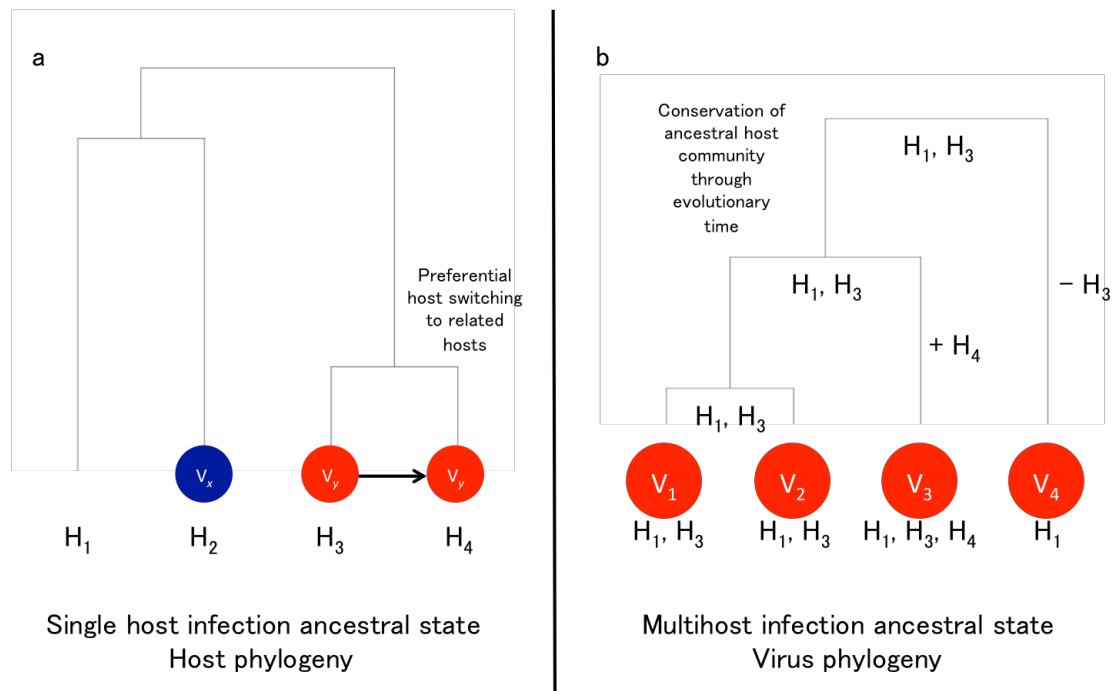 a
Preferential
host switching
to related
hosts
Vₓ
Vᵧ
Vᵧ
H₁
H₂
H₃
H₄
Single host infection ancestral state
Host phylogeny
b
Conservation of
ancestral host
community
through
evolutionary
time
H₁, H₃
H₁, H₃
− H₃
+ H₄
H₁, H₃
V₁
V₂
V₃
V₄
H₁, H₃
H₁, H₃
H₁, H₃, H₄
H₁
Multihost infection ancestral state
Virus phylogeny